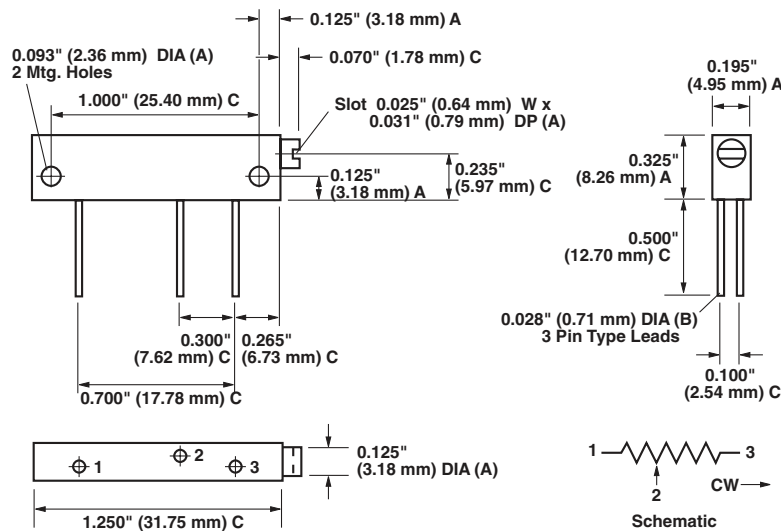 0.125" (3.18 mm) A
0.070" (1.78 mm) C
0.093" (2.36 mm) DIA (A)
2 Mtg. Holes
1.000" (25.40 mm) C
Slot 0.025" (0.64 mm) W x
0.031" (0.79 mm) DP (A)
0.195"
(4.95 mm) A
0.125"
(3.18 mm) A
0.235"
(5.97 mm) C
0.325"
(8.26 mm) A
0.500"
(12.70 mm) C
0.300"
(7.62 mm) C
0.265"
(6.73 mm) C
0.028" (0.71 mm) DIA (B)
3 Pin Type Leads
0.700" (17.78 mm) C
0.100"
(2.54 mm) C
1
2
3
0.125"
(3.18 mm) DIA (A)
1.250" (31.75 mm) C
1
3
2
CW
Schematic